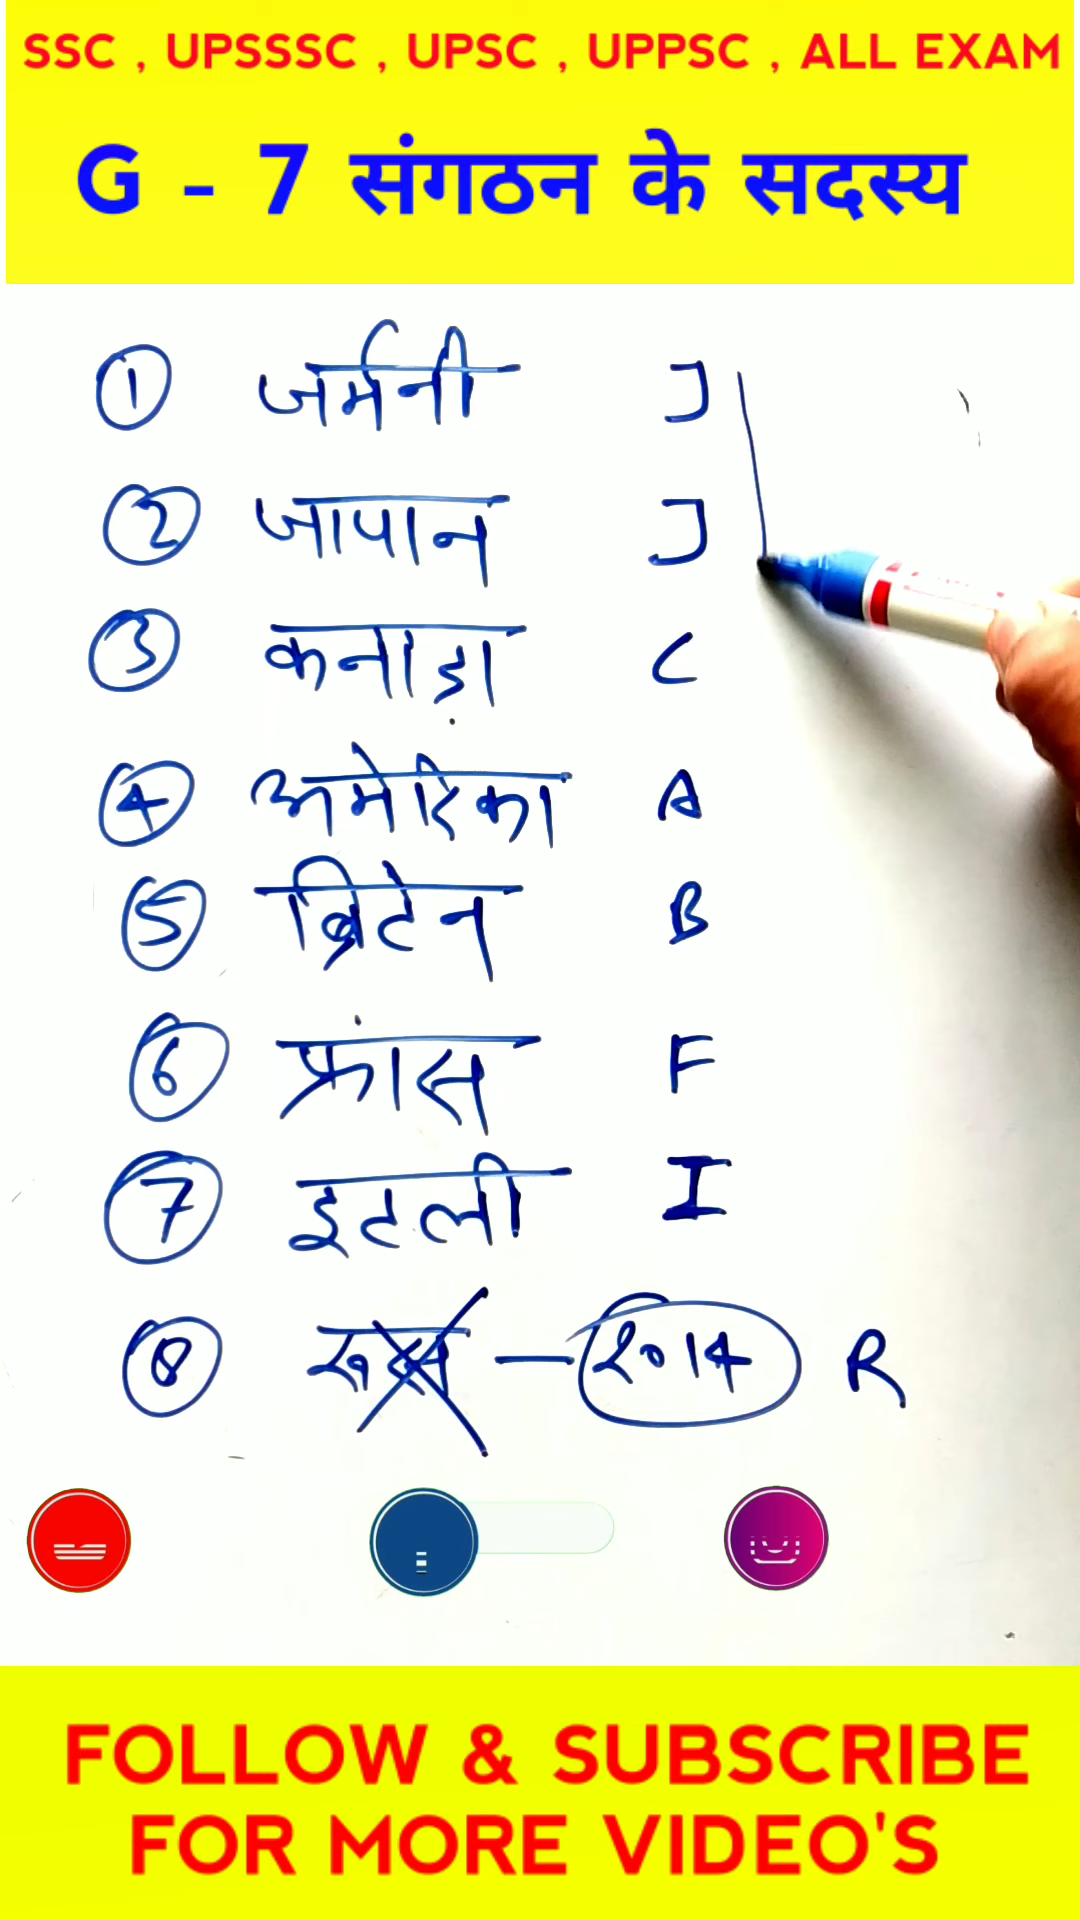 SSC , UPSSSC , UPSC , UPPSC , ALL EXAM
G - 7 संगठन के सदस्य
1 जर्मनी J
2 जापान J
3 कनाडा C
4 अमेरिका A
5 ब्रिटेन B
6 फ्रांस F
7 इटली I
8 रूस — 2014 R
FOLLOW & SUBSCRIBE
FOR MORE VIDEO'S